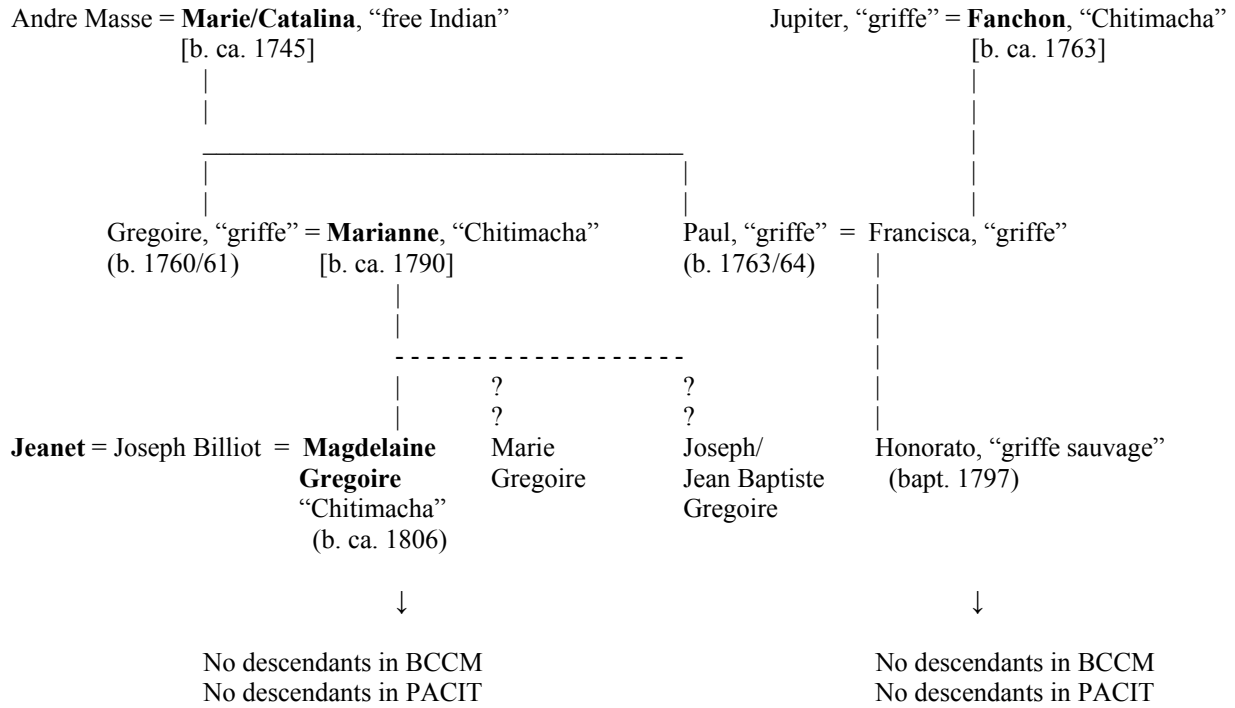 Andre Masse = Marie/Catalina, “free Indian” Jupiter, “griffe” = Fanchon, “Chitimacha”
[b. ca. 1745] [b. ca. 1763]
Gregoire, “griffe” = Marianne, “Chitimacha” Paul, “griffe” = Francisca, “griffe”
(b. 1760/61) [b. ca. 1790] (b. 1763/64)
? ?
? ?
Jeanet = Joseph Billiot = Magdelaine Marie Joseph/ Honorato, “griffe sauvage”
Gregoire Gregoire Jean Baptiste (bapt. 1797)
“Chitimacha” Gregoire
(b. ca. 1806)
↓ ↓
No descendants in BCCM No descendants in BCCM
No descendants in PACIT No descendants in PACIT